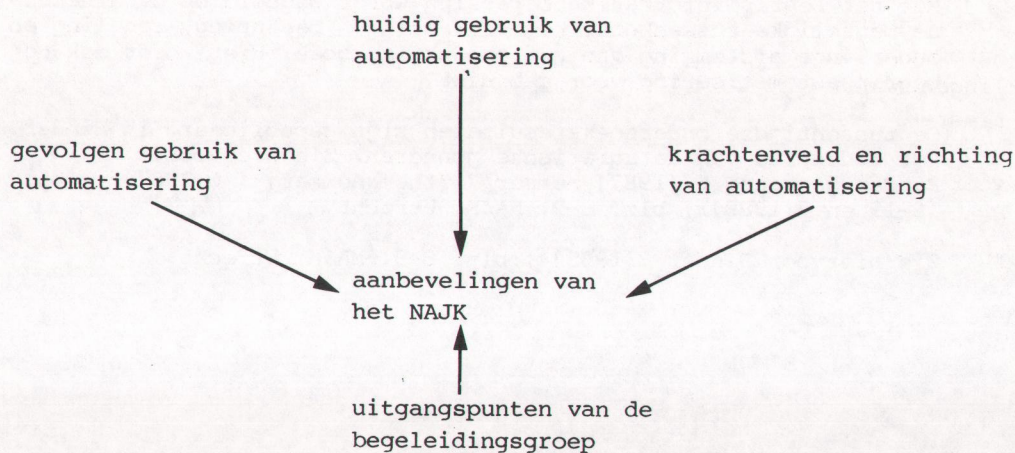 huidig gebruik van
automatisering
gevolgen gebruik van
automatisering
krachtenveld en richting
van automatisering
aanbevelingen van
het NAJK
uitgangspunten van de
begeleidingsgroep